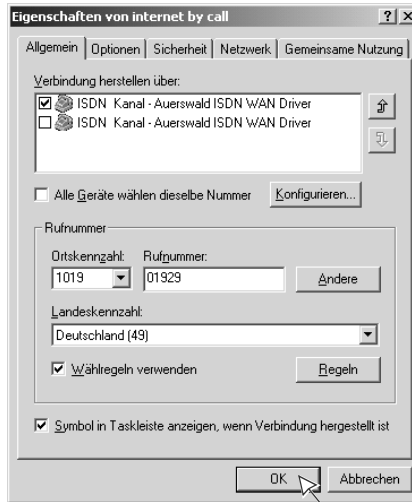 Eigenschaften von internet by call
Allgemein Optionen Sicherheit Netzwerk Gemeinsame Nutzung
Verbindung herstellen über:
ISDN Kanal - Auerswald ISDN WAN Driver
ISDN Kanal - Auerswald ISDN WAN Driver
Alle Geräte wählen dieselbe Nummer Konfigurieren...
Rufnummer
Ortskennzahl: Rufnummer:
1019 01929 Andere
Landeskennzahl:
Deutschland (49)
Wählregeln verwenden Regeln
Symbol in Taskleiste anzeigen, wenn Verbindung hergestellt ist
OK Abbrechen